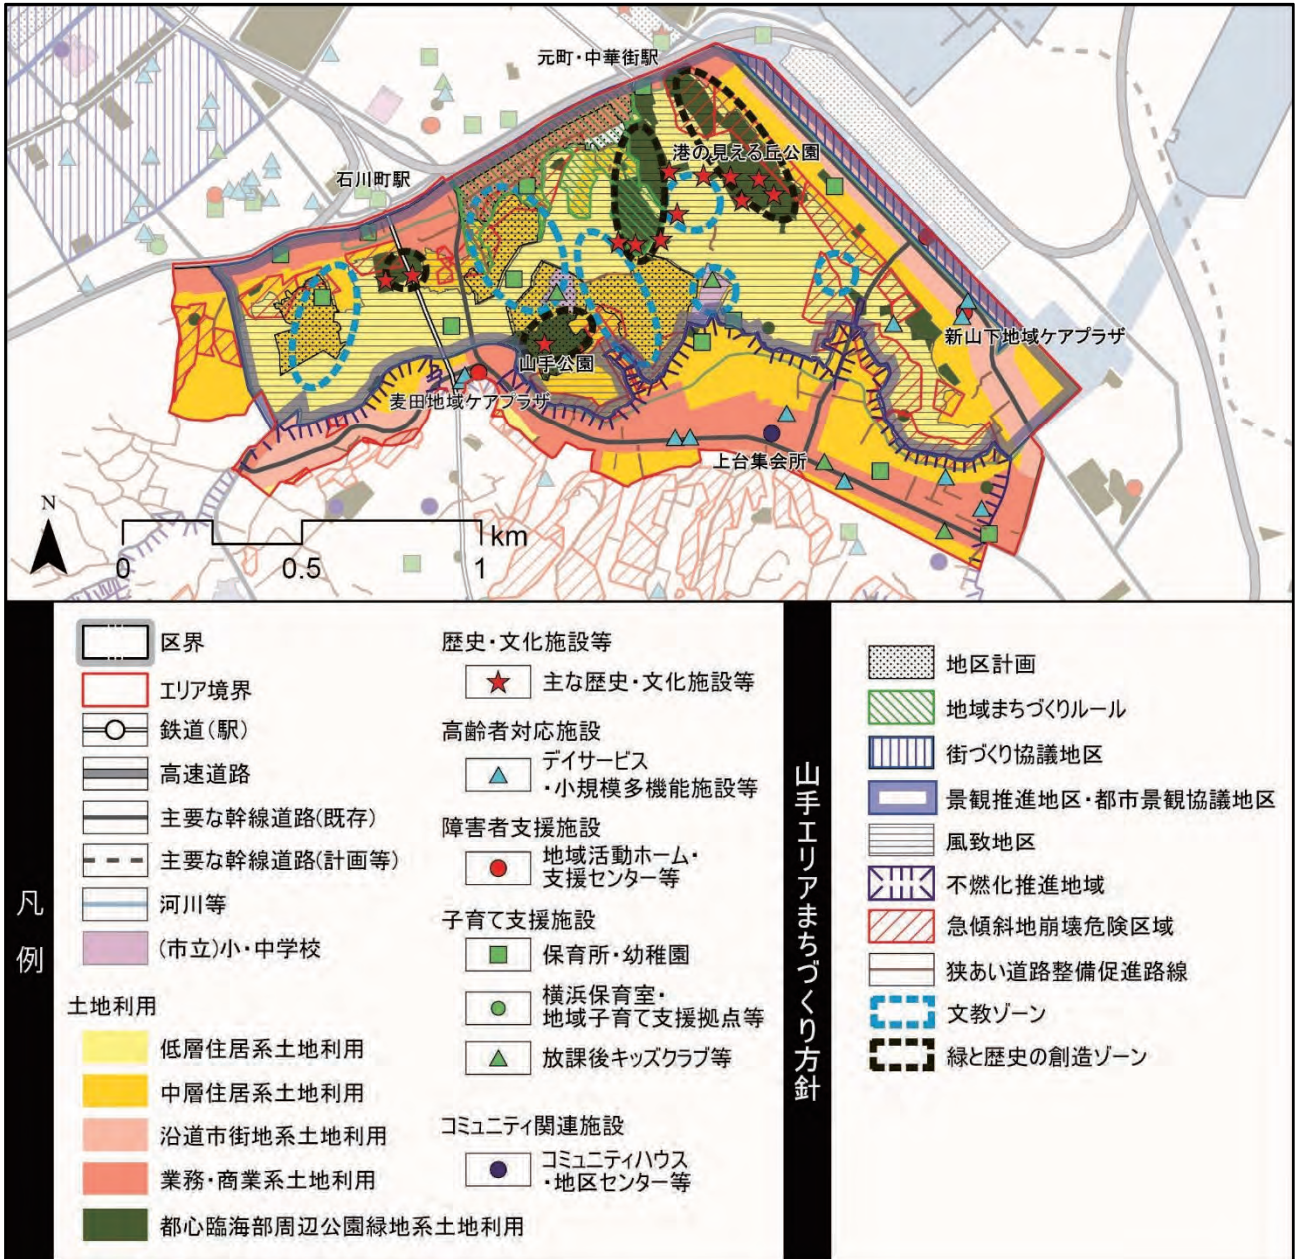 元町・中華街駅
港の見える丘公園
石川町駅
新山下地域ケアプラザ
山手公園
麦田地域ケアプラザ
上台集会所
N
km
0
0.5
1
凡例
区界
エリア境界
鉄道(駅)
高速道路
主要な幹線道路(既存)
主要な幹線道路(計画等)
河川等
(市立)小・中学校
土地利用
低層住居系土地利用
中層住居系土地利用
沿道市街地系土地利用
業務・商業系土地利用
都心臨海部周辺公園緑地系土地利用
歴史・文化施設等
主な歴史・文化施設等
高齢者対応施設
デイサービス
・小規模多機能施設等
障害者支援施設
地域活動ホーム・
支援センター等
子育て支援施設
保育所・幼稚園
横浜保育室・
地域子育て支援拠点等
放課後キッズクラブ等
コミュニティ関連施設
コミュニティハウス
・地区センター等
山手エリアまちづくり方針
地区計画
地域まちづくりルール
街づくり協議地区
景観推進地区・都市景観協議地区
風致地区
不燃化推進地域
急傾斜地崩壊危険区域
狭あい道路整備促進路線
文教ゾーン
緑と歴史の創造ゾーン